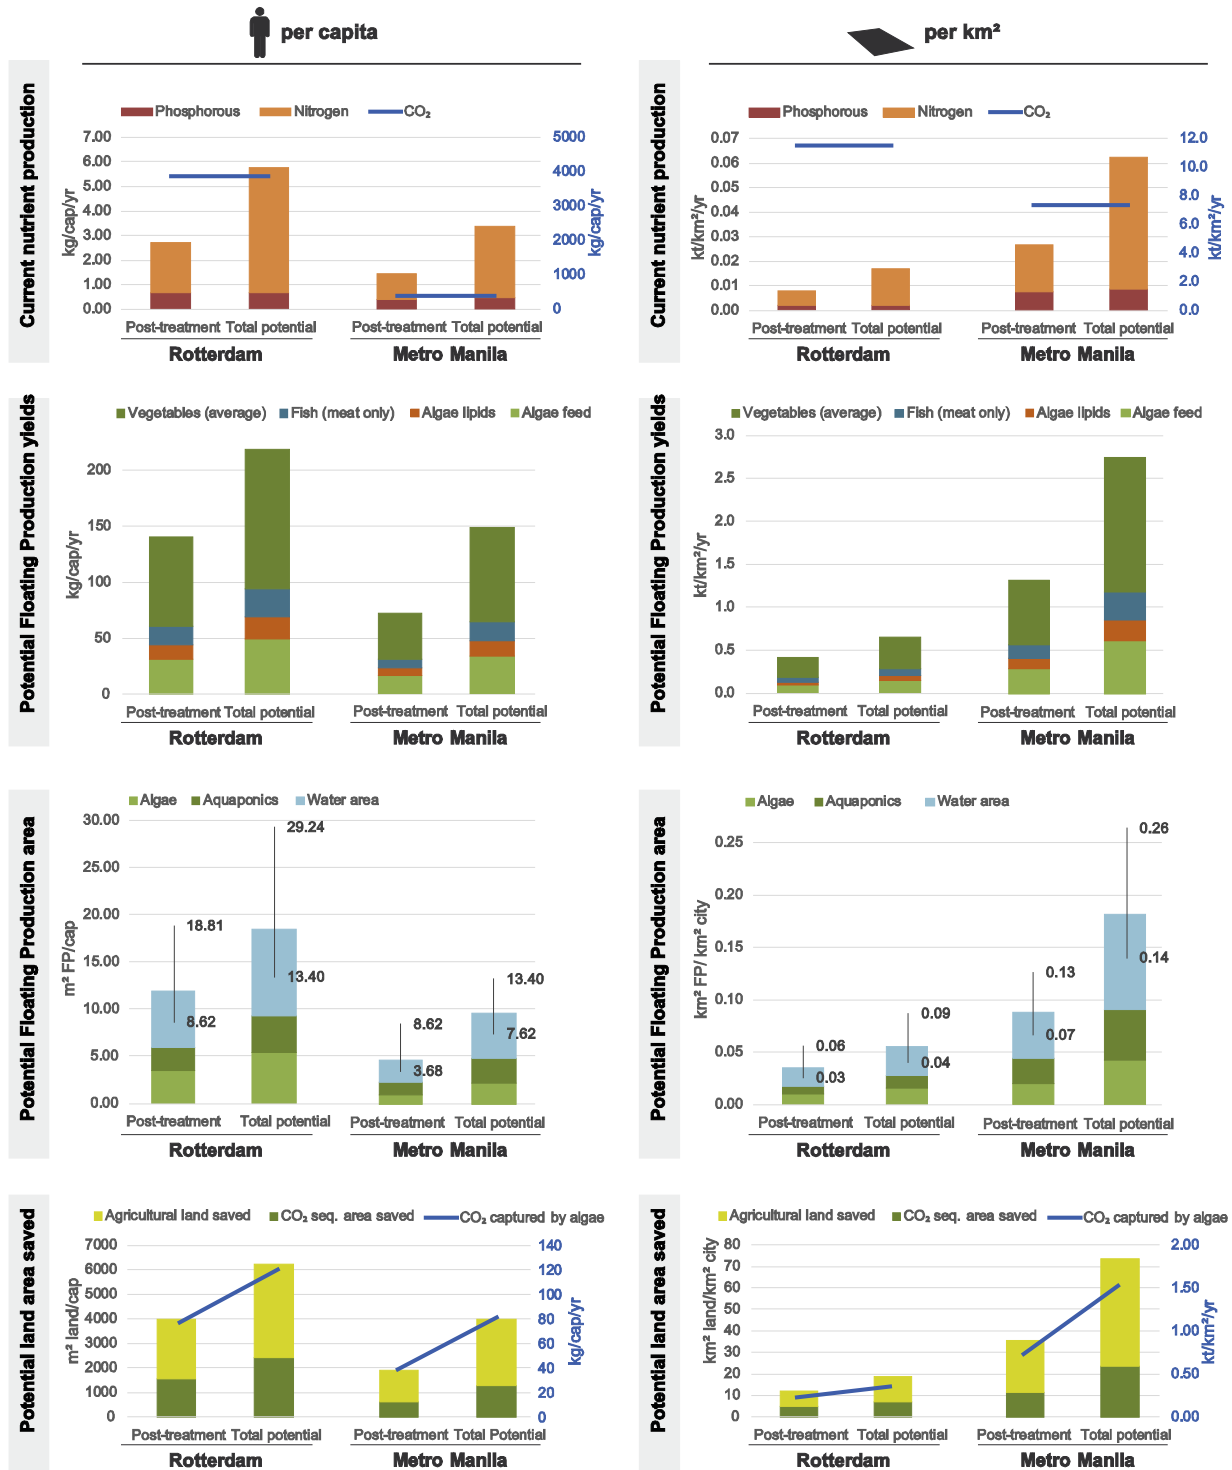 per capita
per km²
Current nutrient production
Phosphorous Nitrogen CO₂
7.00
6.00
5.00
4.00
3.00
2.00
1.00
0.00
kg/cap/yr
5000
4000
3000
2000
1000
0
kg/cap/yr
Post-treatment Total potential Post-treatment Total potential
Rotterdam Metro Manila
Current nutrient production
Phosphorous Nitrogen CO₂
0.07
0.06
0.05
0.04
0.03
0.02
0.01
0.00
kt/km²/yr
12.0
10.0
8.0
6.0
4.0
2.0
0.0
kt/km²/yr
Post-treatment Total potential Post-treatment Total potential
Rotterdam Metro Manila
Potential Floating Production yields
Vegetables (average) Fish (meat only) Algae lipids Algae feed
200
150
100
50
0
kg/cap/yr
Post-treatment Total potential Post-treatment Total potential
Rotterdam Metro Manila
Potential Floating Production yields
Vegetables (average) Fish (meat only) Algae lipids Algae feed
3.0
2.5
2.0
1.5
1.0
0.5
0.0
kt/km²/yr
Post-treatment Total potential Post-treatment Total potential
Rotterdam Metro Manila
Potential Floating Production area
Algae Aquaponics Water area
30.00
25.00
20.00
15.00
10.00
5.00
0.00
m² FP/cap
18.81
8.62
29.24
13.40
8.62
3.68
13.40
7.62
Post-treatment Total potential Post-treatment Total potential
Rotterdam Metro Manila
Potential Floating Production area
Algae Aquaponics Water area
0.25
0.20
0.15
0.10
0.05
0.00
km² FP/ km² city
0.06
0.03
0.09
0.04
0.13
0.07
0.26
0.14
Post-treatment Total potential Post-treatment Total potential
Rotterdam Metro Manila
Potential land area saved
Agricultural land saved CO₂ seq. area saved CO₂ captured by algae
7000
6000
5000
4000
3000
2000
1000
0
m² land/cap
140
120
100
80
60
40
20
0
kg/cap/yr
Post-treatment Total potential Post-treatment Total Potential
Rotterdam Metro Manila
Potential land area saved
Agricultural land saved CO₂ seq. area saved CO₂ captured by algae
80
70
60
50
40
30
20
10
0
km² land/km² city
2.00
1.50
1.00
0.50
0.00
kt/km²/yr
Post-treatment Total potential Post-treatment Total potential
Rotterdam Metro Manila